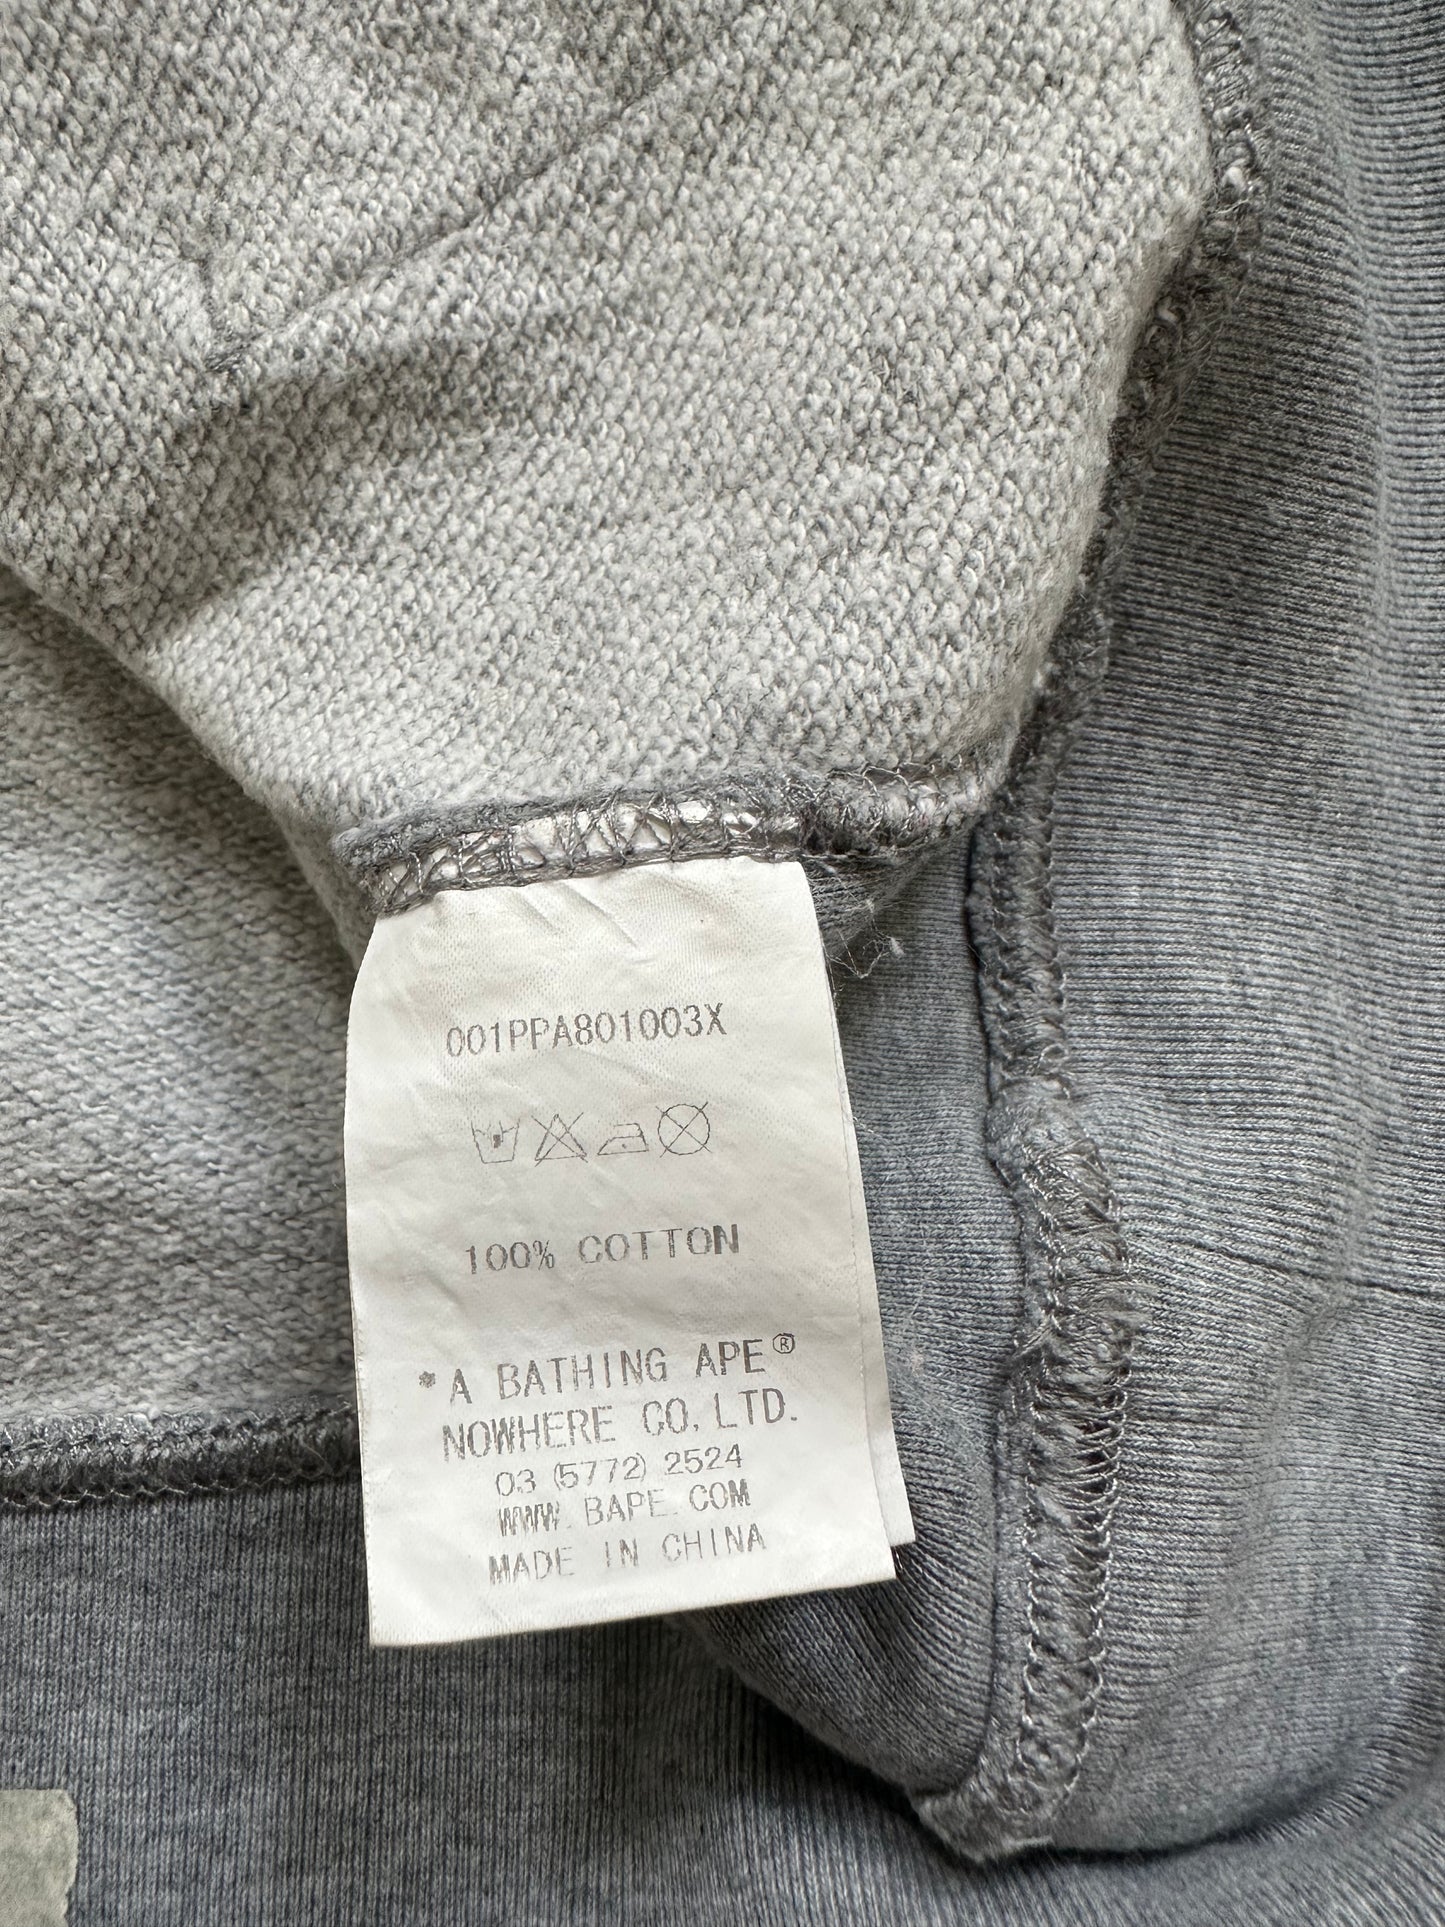 001PPA801003X
100% COTTON
*A BATHING APE®
NOWHERE CO, LTD.
03 (5772) 2524
WWW. BAPE. COM
MADE IN CHINA